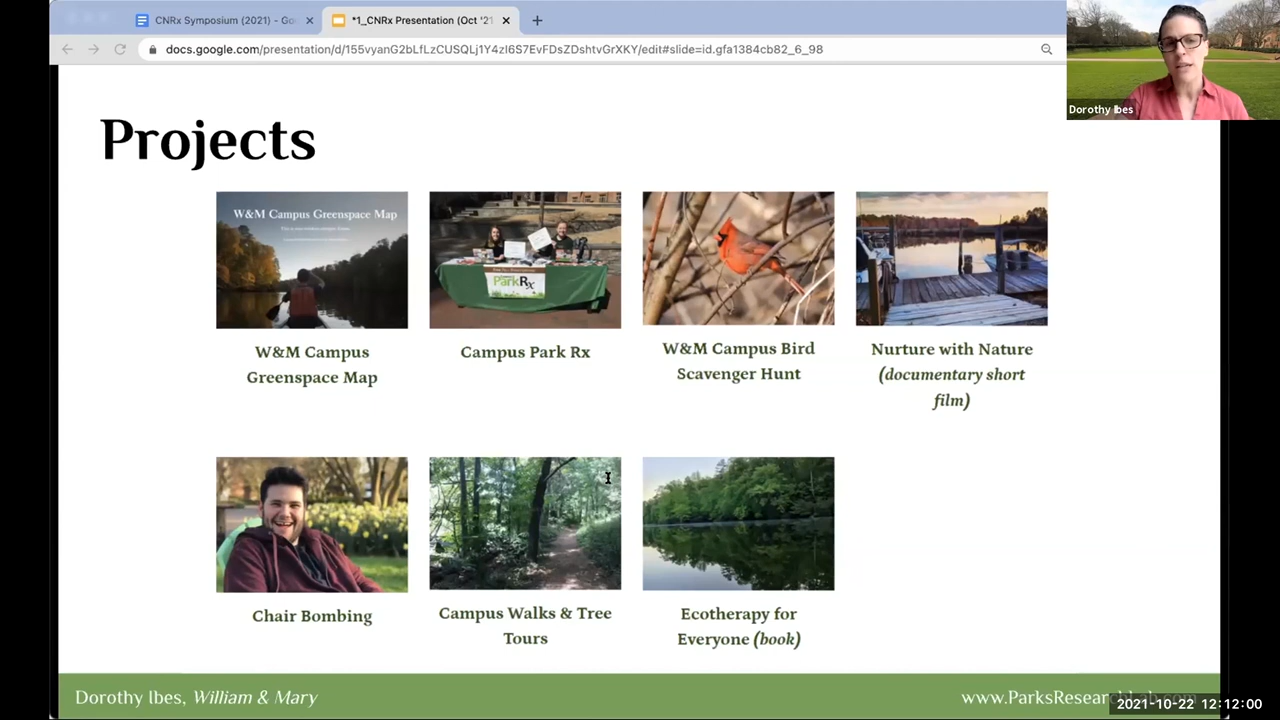 CNRx Symposium (2021) - Go
*1_CNRx Presentation (Oct '21
docs.google.com/presentation/d/155vyanG2bLfLzCUSQLj1Y4zl6S7EvFDsZDshtvGrXKY/edit#slide=id.gfa1384cb82_6_98
Dorothy Ibes
Projects
W&M Campus Greenspace Map
ParkRx
W&M Campus
Greenspace Map
Campus Park Rx
W&M Campus Bird
Scavenger Hunt
Nurture with Nature
(documentary short
film)
Chair Bombing
Campus Walks & Tree
Tours
Ecotherapy for
Everyone (book)
Dorothy Ibes, William & Mary
www.ParksResearchLab.com
2021-10-22 12:12:00